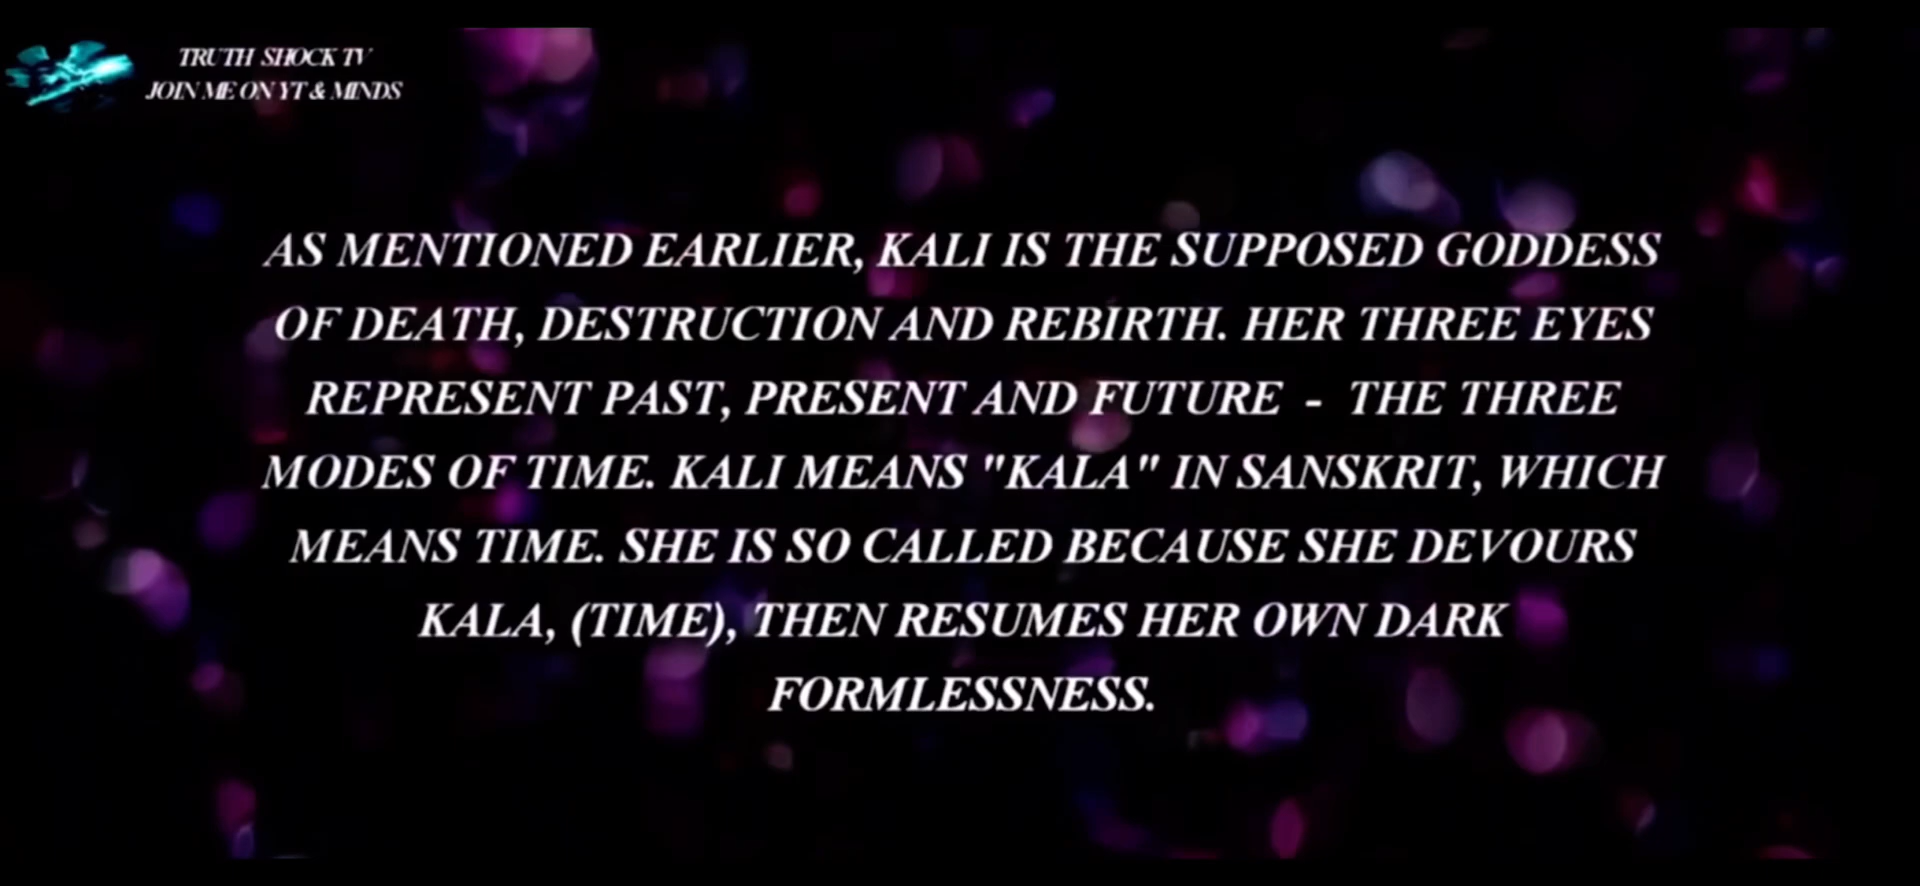 TRUTH SHOCK TV
JOIN ME ON YT & MINDS
AS MENTIONED EARLIER, KALI IS THE SUPPOSED GODDESS
OF DEATH, DESTRUCTION AND REBIRTH. HER THREE EYES
REPRESENT PAST, PRESENT AND FUTURE - THE THREE
MODES OF TIME. KALI MEANS "KALA" IN SANSKRIT, WHICH
MEANS TIME. SHE IS SO CALLED BECAUSE SHE DEVOURS
KALA, (TIME), THEN RESUMES HER OWN DARK
FORMLESSNESS.